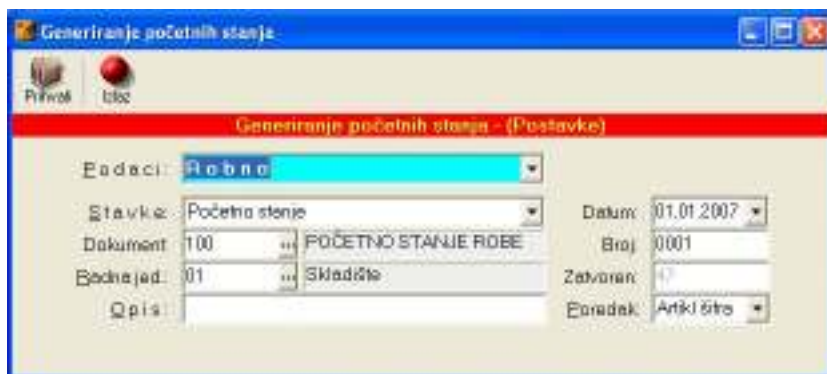 Generiranje početnih stanja
Prihvati Izlaz
Generiranje početnih stanja - (Postavke)
Podaci: Robno
Stavke: Početno stanje Datum: 01.01.2007
Dokument: 100 ... POČETNO STANJE ROBE Broj: 0001
Radna jed.: 01 ... Skladište Zatvoren:
Opis: Poredak: Artikl šifra